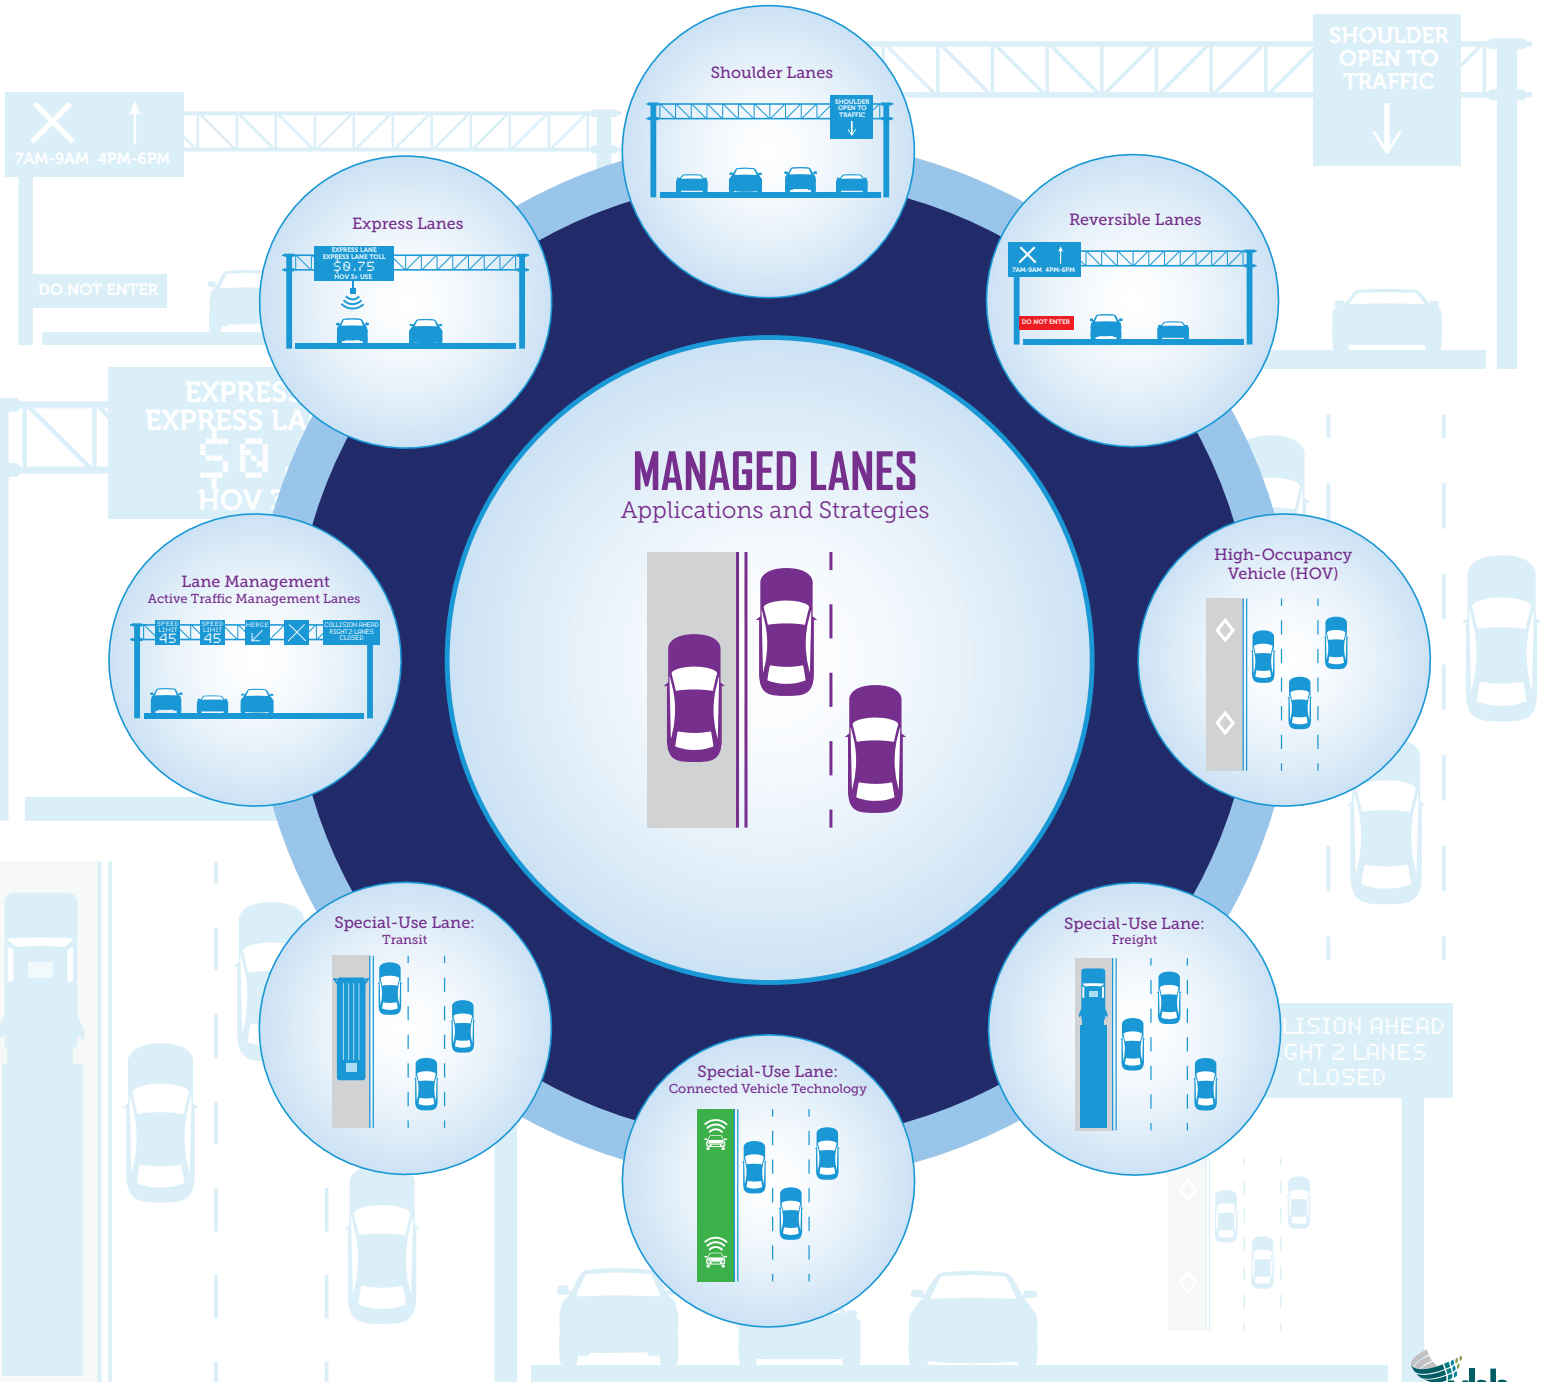 SHOULDER
OPEN TO
TRAFFIC
7AM-9AM 4PM-6PM
DO NOT ENTER
Shoulder Lanes
SHOULDER
OPEN TO
TRAFFIC
Express Lanes
EXPRESS LANE
EXPRESS LANE TOLL
$0.75
HOV 3+ USE
Reversible Lanes
7AM-9AM 4PM-6PM
DO NOT ENTER
EXPRESS
EXPRESS LA
$0
HOV 3
MANAGED LANES
Applications and Strategies
Lane Management
Active Traffic Management Lanes
SPEED
LIMIT
45
SPEED
LIMIT
45
MERGE
COLLISION AHEAD
RIGHT 2 LANES
CLOSED
High-Occupancy
Vehicle (HOV)
Special-Use Lane:
Transit
Special-Use Lane:
Freight
LISION AHEAD
GHT 2 LANES
CLOSED
Special-Use Lane:
Connected Vehicle Technology